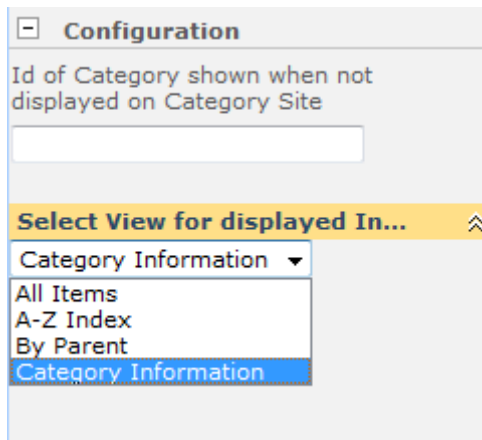 Configuration
Id of Category shown when not
displayed on Category Site
Select View for displayed In...
Category Information
All Items
A-Z Index
By Parent
Category Information